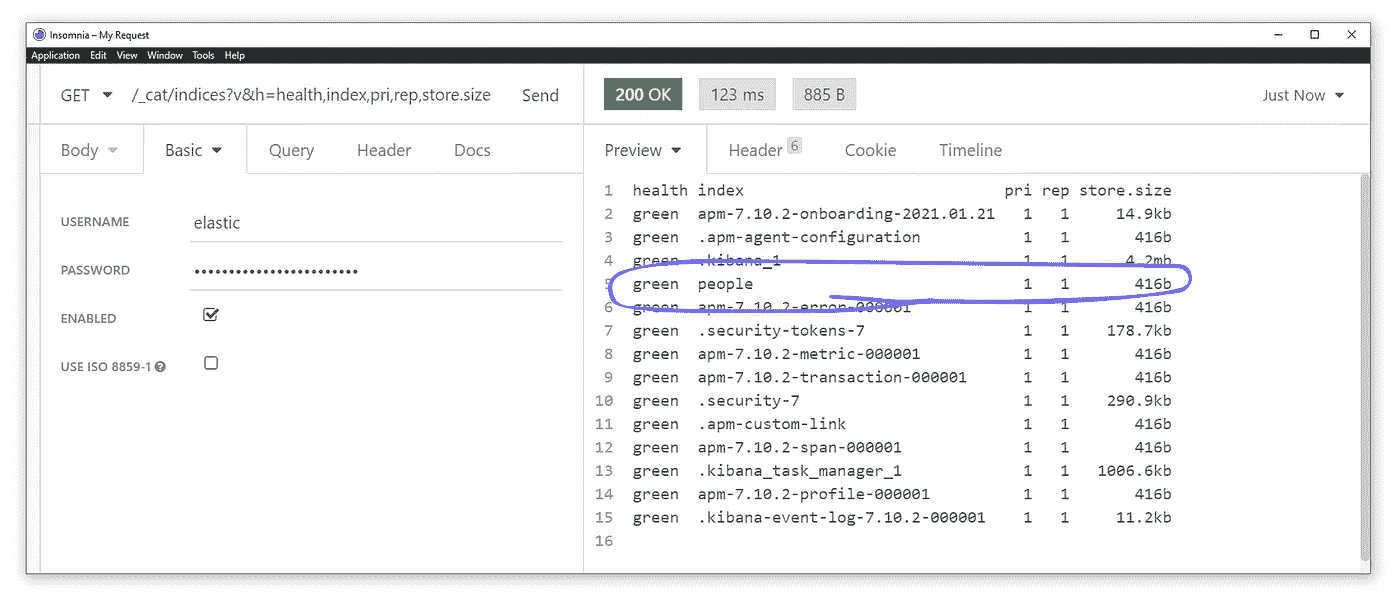 Insomnia – My Request
Application Edit View Window Tools Help
GET /_cat/indices?v&h=health,index,pri,rep,store.size Send
200 OK 123 ms 885 B Just Now
Body Basic Query Header Docs
Preview Header 6 Cookie Timeline
USERNAME elastic
PASSWORD ••••••••••••••••••••••••
ENABLED
USE ISO 8859-1
1 health index pri rep store.size
2 green apm-7.10.2-onboarding-2021.01.21 1 1 14.9kb
3 green .apm-agent-configuration 1 1 416b
4 green .kibana_1 1 1 4.2mb
5 green people 1 1 416b
6 green apm-7.10.2-error-000001 1 1 416b
7 green .security-tokens-7 1 1 178.7kb
8 green apm-7.10.2-metric-000001 1 1 416b
9 green apm-7.10.2-transaction-000001 1 1 416b
10 green .security-7 1 1 290.9kb
11 green .apm-custom-link 1 1 416b
12 green apm-7.10.2-span-000001 1 1 416b
13 green .kibana_task_manager_1 1 1 1006.6kb
14 green apm-7.10.2-profile-000001 1 1 416b
15 green .kibana-event-log-7.10.2-000001 1 1 11.2kb
16